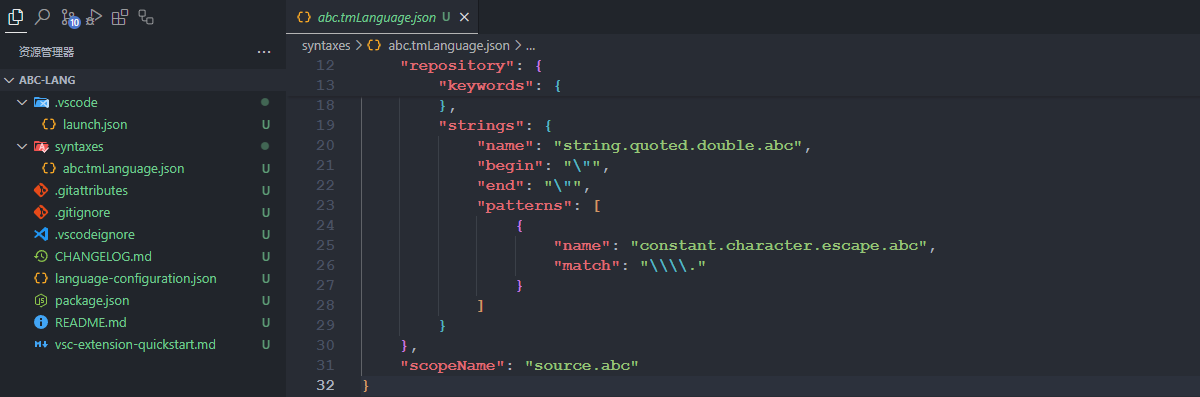 10
资源管理器
ABC-LANG
.vscode
launch.json U
syntaxes
abc.tmLanguage.json U
.gitattributes U
.gitignore U
.vscodeignore U
CHANGELOG.md U
language-configuration.json U
package.json U
README.md U
vsc-extension-quickstart.md U
abc.tmLanguage.json U
syntaxes > {} abc.tmLanguage.json > ...
12 "repository": {
13 "keywords": {
18 },
19 "strings": {
20 "name": "string.quoted.double.abc",
21 "begin": "\"",
22 "end": "\"",
23 "patterns": [
24 {
25 "name": "constant.character.escape.abc",
26 "match": "\\\\."
27 }
28 ]
29 }
30 },
31 "scopeName": "source.abc"
32 }